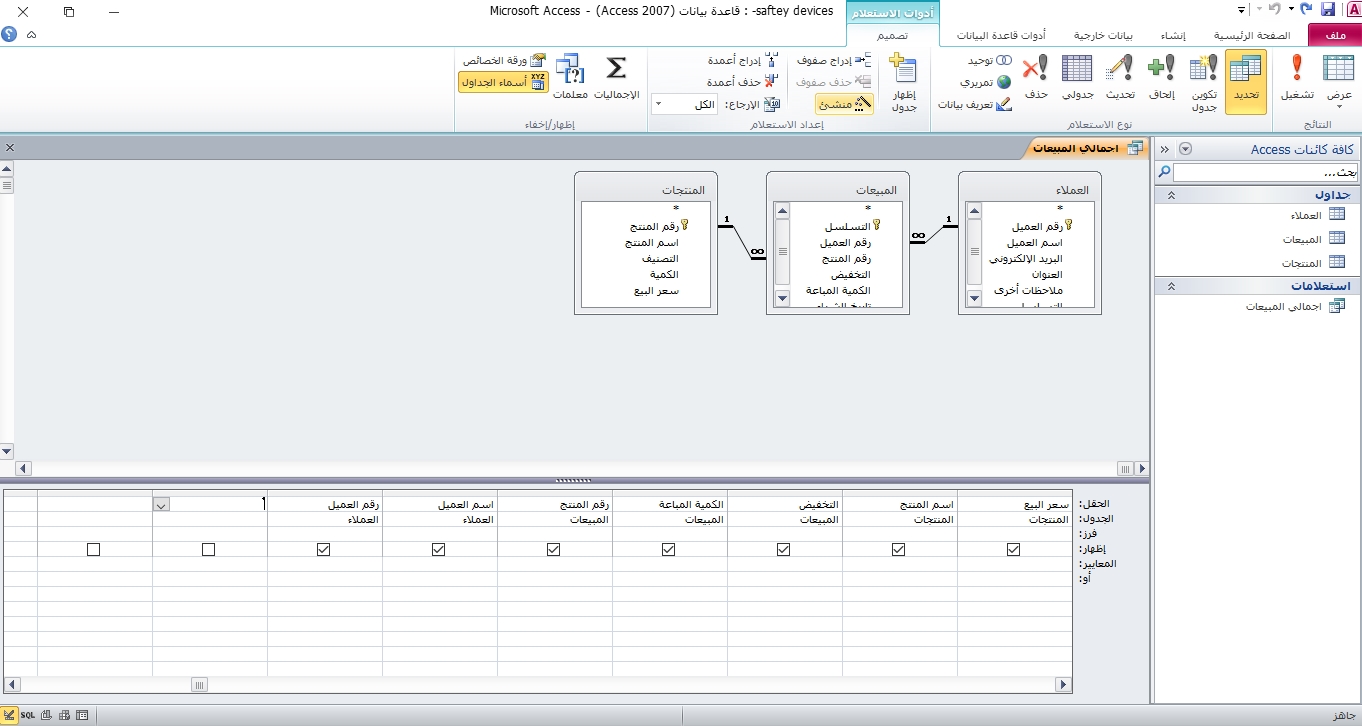 saftey devices- : قاعدة بيانات (Access 2007) - Microsoft Access
أدوات الاستعلام
ملف
الصفحة الرئيسية
إنشاء
بيانات خارجية
أدوات قاعدة البيانات
تصميم
عرض
تشغيل
النتائج
تحديد
تكوين جدول
إلحاق
تحديث
جدولي
حذف
توحيد
تمريري
تعريف بيانات
نوع الاستعلام
إظهار جدول
إدراج صفوف
حذف صفوف
منشئ
إدراج أعمدة
حذف أعمدة
الإرجاع: الكل
إعداد الاستعلام
الإجماليات
معلمات
ورقة الخصائص
أسماء الجداول
إظهار/إخفاء
كافة كائنات Access
بحث...
جداول
العملاء
المبيعات
المنتجات
استعلامات
اجمالي المبيعات
اجمالي المبيعات
العملاء
*
رقم العميل
اسم العميل
البريد الإلكتروني
العنوان
ملاحظات أخرى
1
∞
المبيعات
*
التسلسل
رقم العميل
رقم المنتج
التخفيض
الكمية المباعة
1
∞
المنتجات
*
رقم المنتج
اسم المنتج
التصنيف
الكمية
سعر البيع
الحقل: سعر البيع اسم المنتج التخفيض الكمية المباعة رقم المنتج اسم العميل رقم العميل
الجدول: المنتجات المنتجات المبيعات المبيعات المبيعات العملاء العملاء
فرز:
إظهار:
المعايير:
أو:
جاهز
SQL